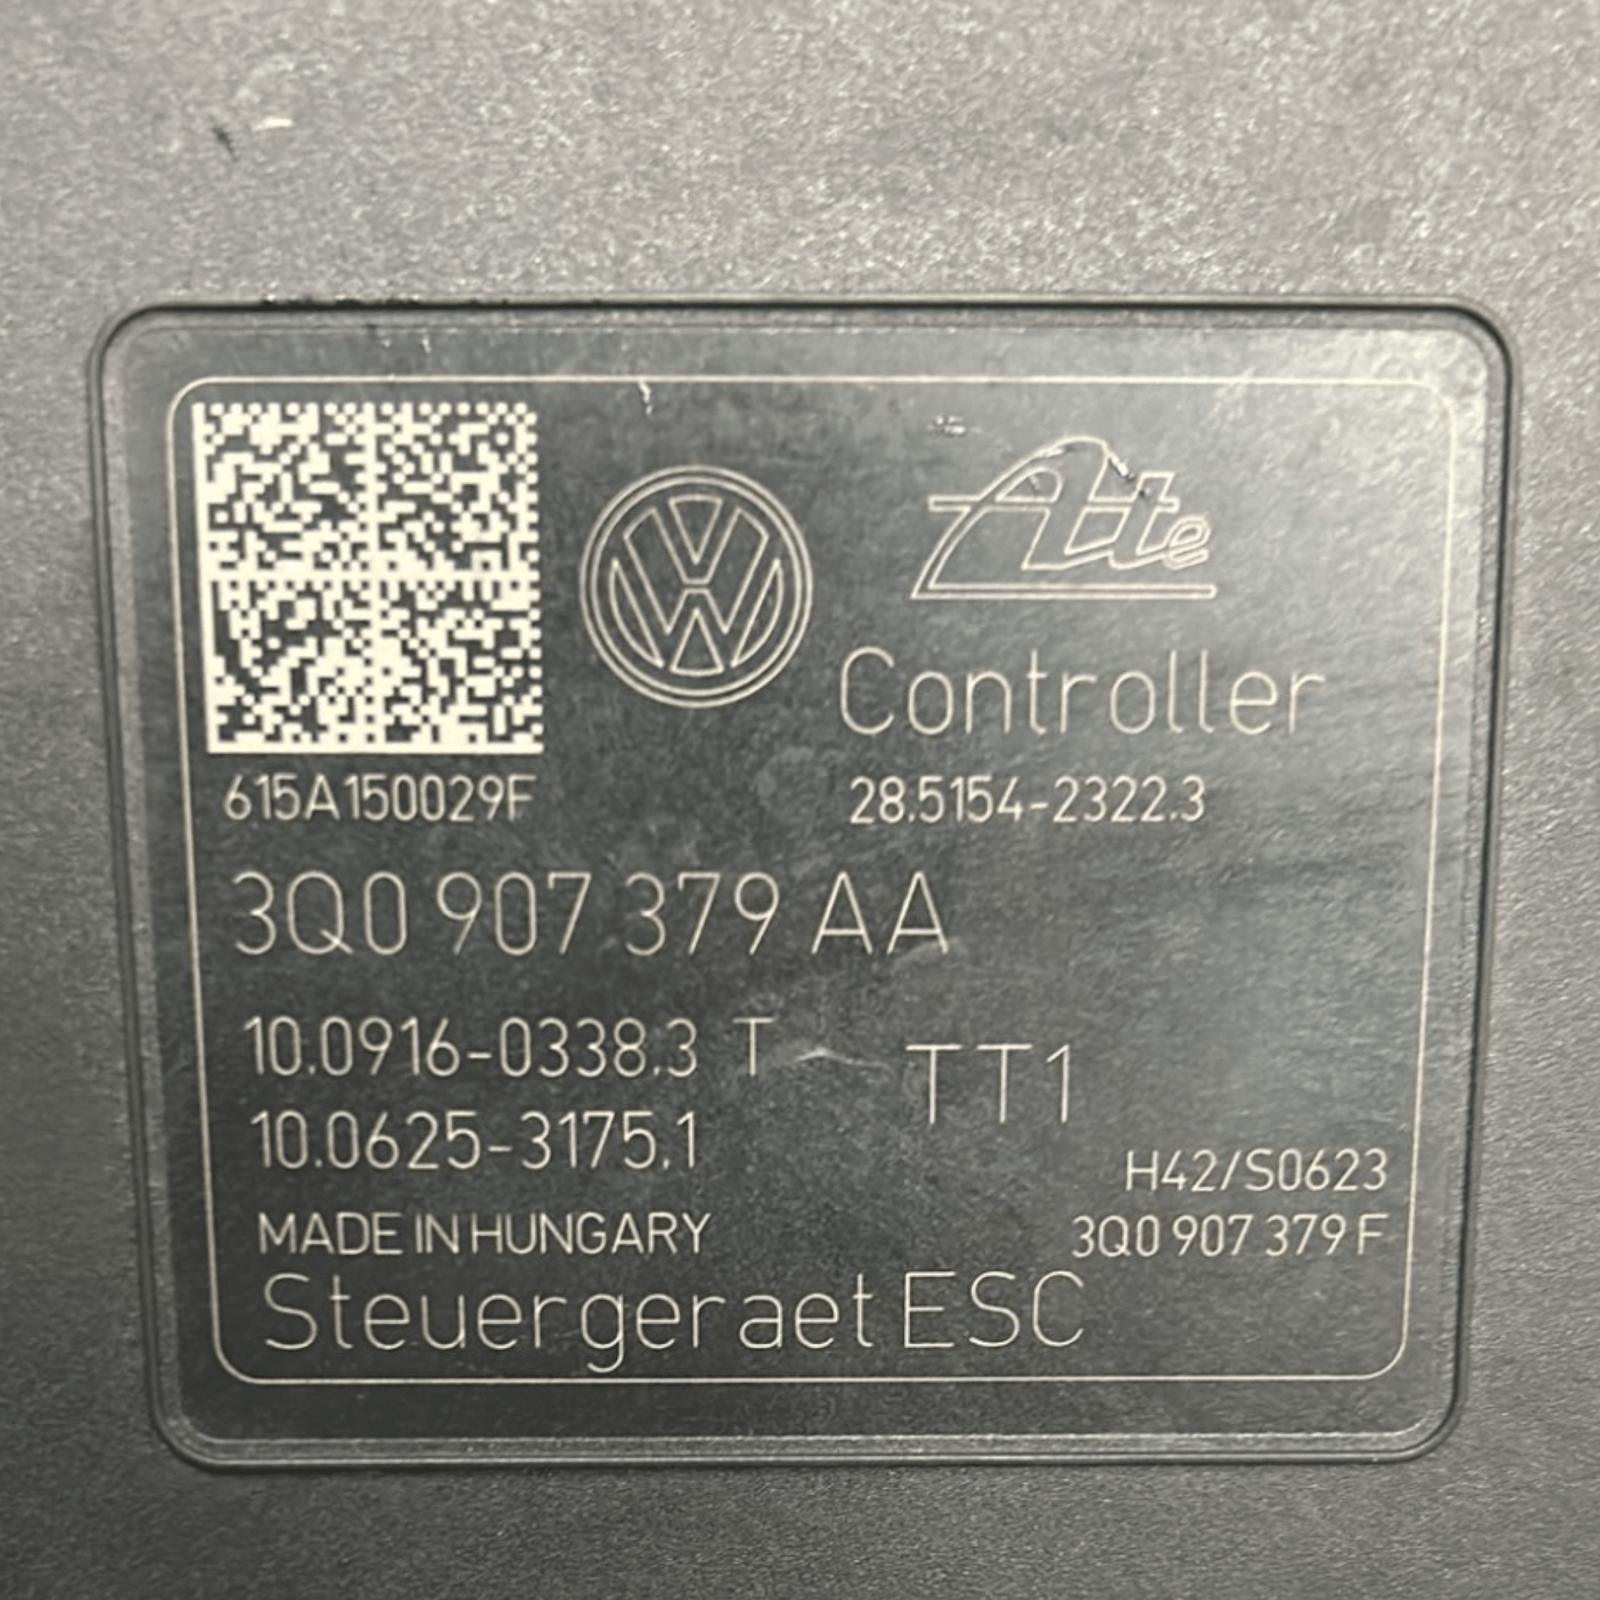 Ate
Controller
615A150029F
28.5154-2322.3
3Q0 907 379 AA
10.0916-0338.3 T
TT1
10.0625-3175.1
H42/S0623
MADE IN HUNGARY
3Q0 907 379 F
Steuergeraet ESC